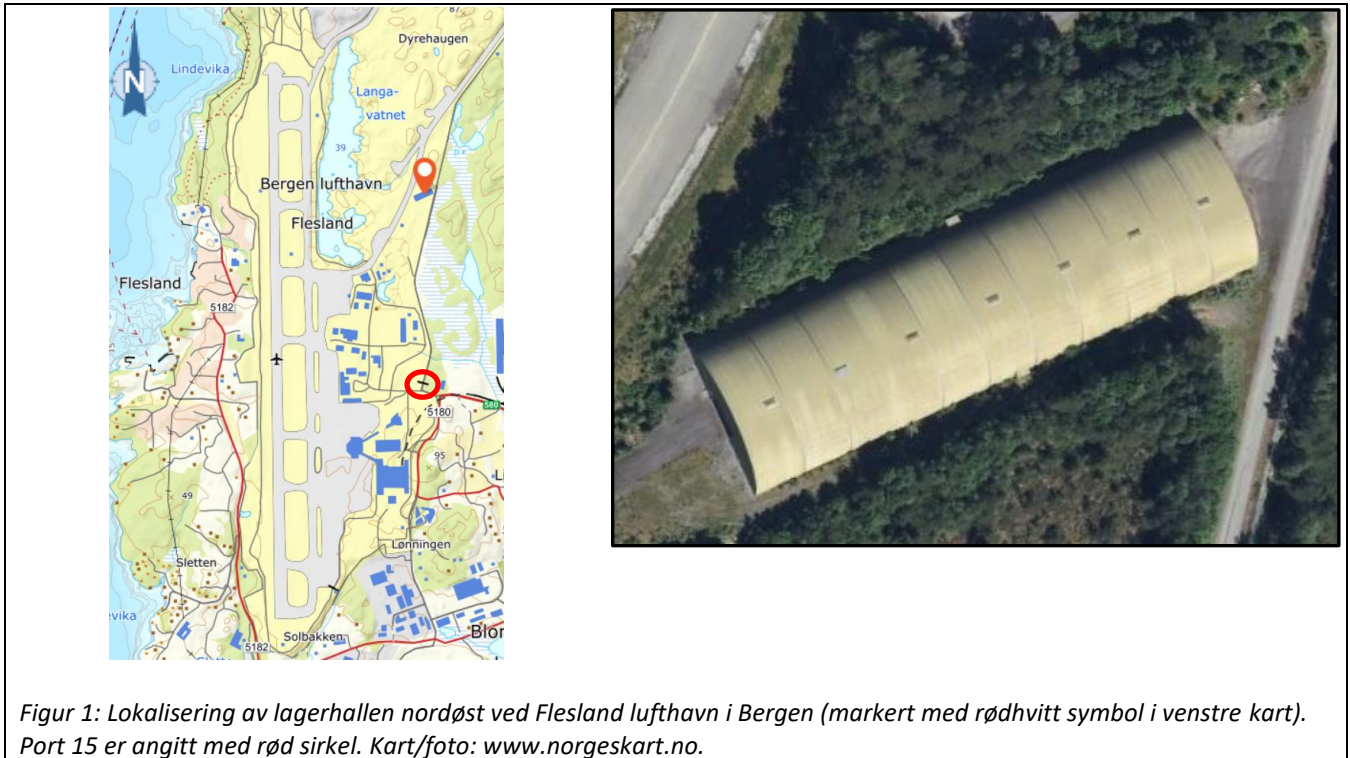 87
Dyrehaugen
Lindevika
N
Langa-
vatnet
39
Bergen lufthavn
Flesland
Flesland
5182
5180
580
95
49
Lønningen
Sletten
Solbakken
5182
Figur 1: Lokalisering av lagerhallen nordøst ved Flesland lufthavn i Bergen (markert med rødhvitt symbol i venstre kart).
Port 15 er angitt med rød sirkel. Kart/foto: www.norgeskart.no.